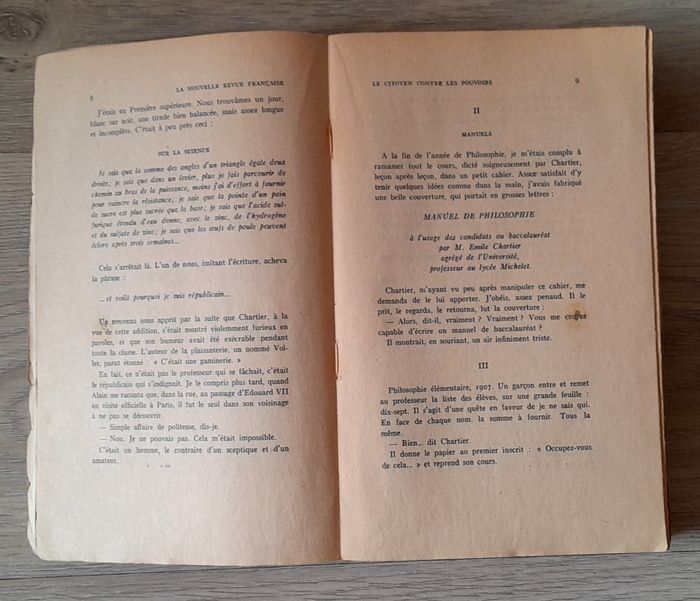 8
LA NOUVELLE REVUE FRANÇAISE
J'étais en Première supérieure. Nous trouvâmes un jour,
blanc sur noir, une tirade bien balancée, mais assez longue
et incomplète. C'était à peu près ceci :
SUR LA SCIENCE
Je sais que la somme des angles d'un triangle égale deux
droits ; je sais que dans un levier, plus je fais parcourir de
chemin au bras de la puissance, moins j'ai d'effort à fournir
pour vaincre la résistance, je sais que la pointe d'un pain
de sucre est plus sucrée que la base ; je sais que l'acide sul-
furique étendu d'eau donne, avec le zinc, de l'hydrogène
et du sulfate de zinc ; je sais que les œufs de poule peuvent
éclore après trois semaines...
Cela s'arrêtait là. L'un de nous, imitant l'écriture, acheva
la phrase :
...et voilà pourquoi je suis républicain...
Un nouveau nous apprit par la suite que Chartier, à la
vue de cette addition, s'était montré violemment furieux en
paroles, et que son humeur avait été exécrable pendant
toute la classe. L'auteur de la plaisanterie, un nommé Vol-
let, parut étonné : « C'était une gaminerie. »
En fait, ce n'était pas le professeur qui se fâchait, c'était
le républicain qui s'indignait. Je le compris plus tard, quand
Alain me raconta que, dans la rue, au passage d'Edouard VII
en visite officielle à Paris, il fut le seul dans son voisinage
à ne pas se découvrir.
— Simple affaire de politesse, dis-je.
— Non. Je ne pouvais pas. Cela m'était impossible.
C'était un homme, le contraire d'un sceptique et d'un
amateur.
LE CITOYEN CONTRE LES POUVOIRS
9
II
MANUELS
A la fin de l'année de Philosophie, je m'étais complu à
ramasser tout le cours, dicté soigneusement par Chartier,
leçon après leçon, dans un petit cahier. Assez satisfait d'y
tenir quelques idées comme dans la main, j'avais fabriqué
une belle couverture, qui portait en grosses lettres :
MANUEL DE PHILOSOPHIE
à l'usage des candidats au baccalauréat
par M. Emile Chartier
agrégé de l'Université,
professeur au lycée Michelet.
Chartier, m'ayant vu peu après manipuler ce cahier, me
demanda de le lui apporter. J'obéis, assez penaud. Il le
prit, le regarda, le retourna, lut la couverture :
— Alors, dit-il, vraiment ? Vraiment ? Vous me croyez
capable d'écrire un manuel de baccalauréat ?
Il montrait, en souriant, un air infiniment triste.
III
Philosophie élémentaire, 1907. Un garçon entre et remet
au professeur la liste des élèves, sur une grande feuille :
dix-sept. Il s'agit d'une quête en faveur de je ne sais qui.
En face de chaque nom, la somme à fournir. Tous la
même.
— Bien... dit Chartier.
Il donne le papier au premier inscrit : « Occupez-vous
de cela... » et reprend son cours.